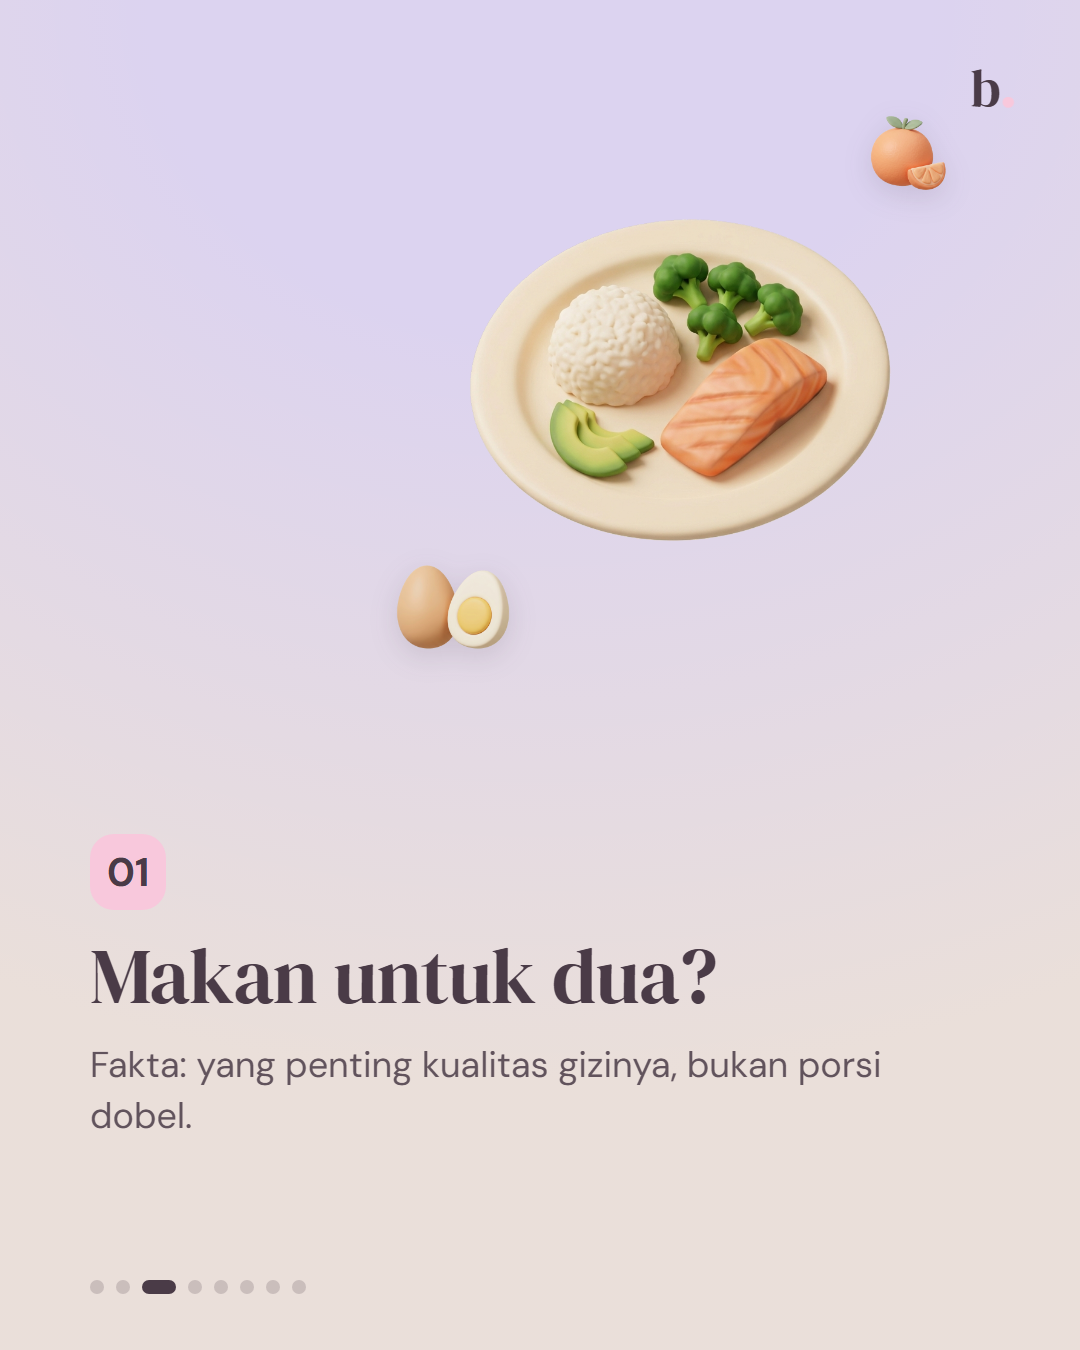 b.
01
Makan untuk dua?
Fakta: yang penting kualitas gizinya, bukan porsi
dobel.